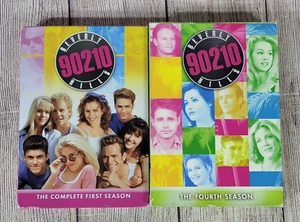 BEVERLY
90210
HILLS
THE COMPLETE FIRST SEASON
BEVERLY
90210
HILLS
THE FOURTH SEASON